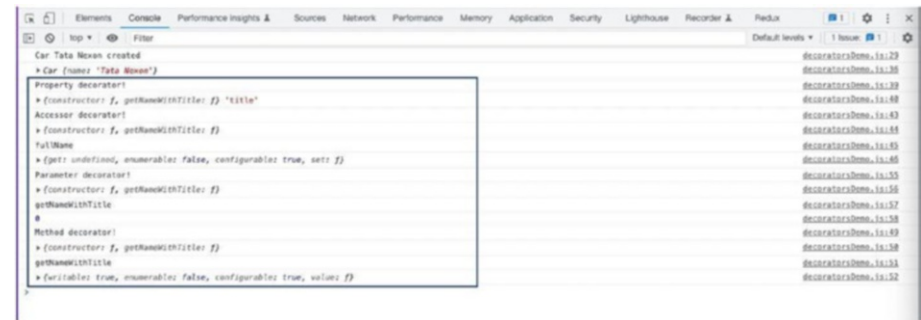 Elements Console Performance insights Sources Network Performance Memory Application Security Lighthouse Recorder Redux 1
top Filter Default levels 1 Issue: 1
Car Tata Nexon created decoratorsDemo.js:29
Car {name: 'Tata Nexon'} decoratorsDemo.js:36
Property decorator! decoratorsDemo.js:39
{constructor: ƒ, getNameWithTitle: ƒ} 'title' decoratorsDemo.js:40
Accessor decorator! decoratorsDemo.js:43
{constructor: ƒ, getNameWithTitle: ƒ} decoratorsDemo.js:44
fullName decoratorsDemo.js:45
{get: undefined, enumerable: false, configurable: true, set: ƒ} decoratorsDemo.js:46
Parameter decorator! decoratorsDemo.js:55
{constructor: ƒ, getNameWithTitle: ƒ} decoratorsDemo.js:56
getNameWithTitle decoratorsDemo.js:57
0 decoratorsDemo.js:58
Method decorator! decoratorsDemo.js:49
{constructor: ƒ, getNameWithTitle: ƒ} decoratorsDemo.js:50
getNameWithTitle decoratorsDemo.js:51
{writable: true, enumerable: false, configurable: true, value: ƒ} decoratorsDemo.js:52